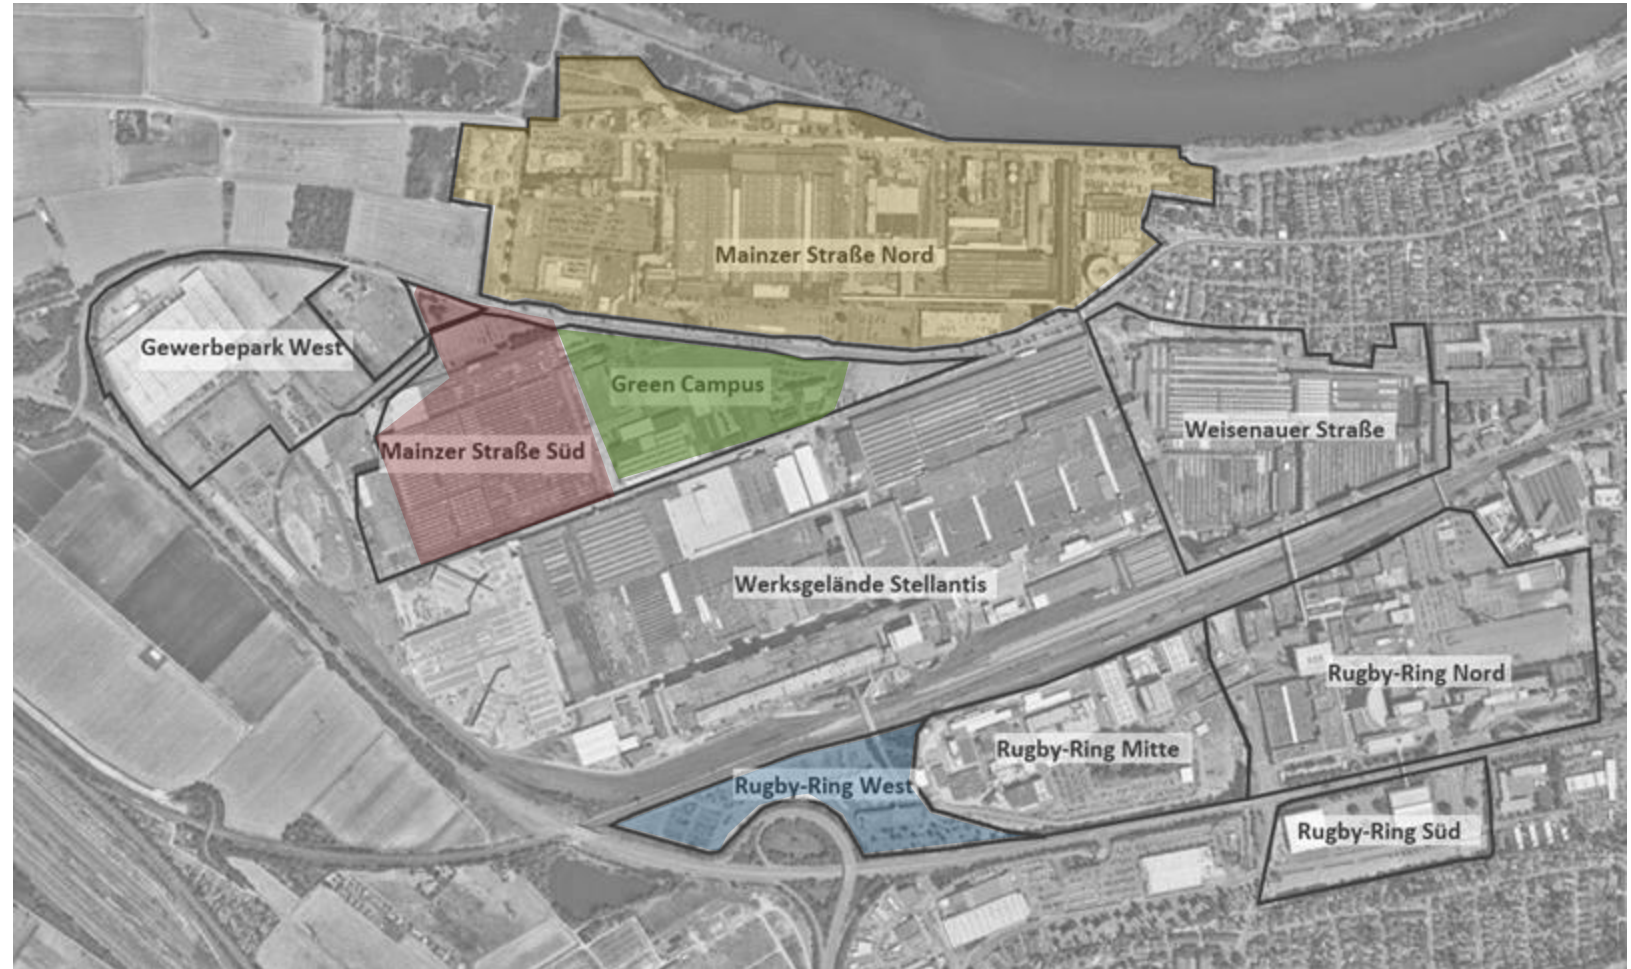 Mainzer Straße Nord
Gewerbepark West
Green Campus
Mainzer Straße Süd
Weisenauer Straße
Werksgelände Stellantis
Rugby-Ring Nord
Rugby-Ring Mitte
Rugby-Ring West
Rugby-Ring Süd